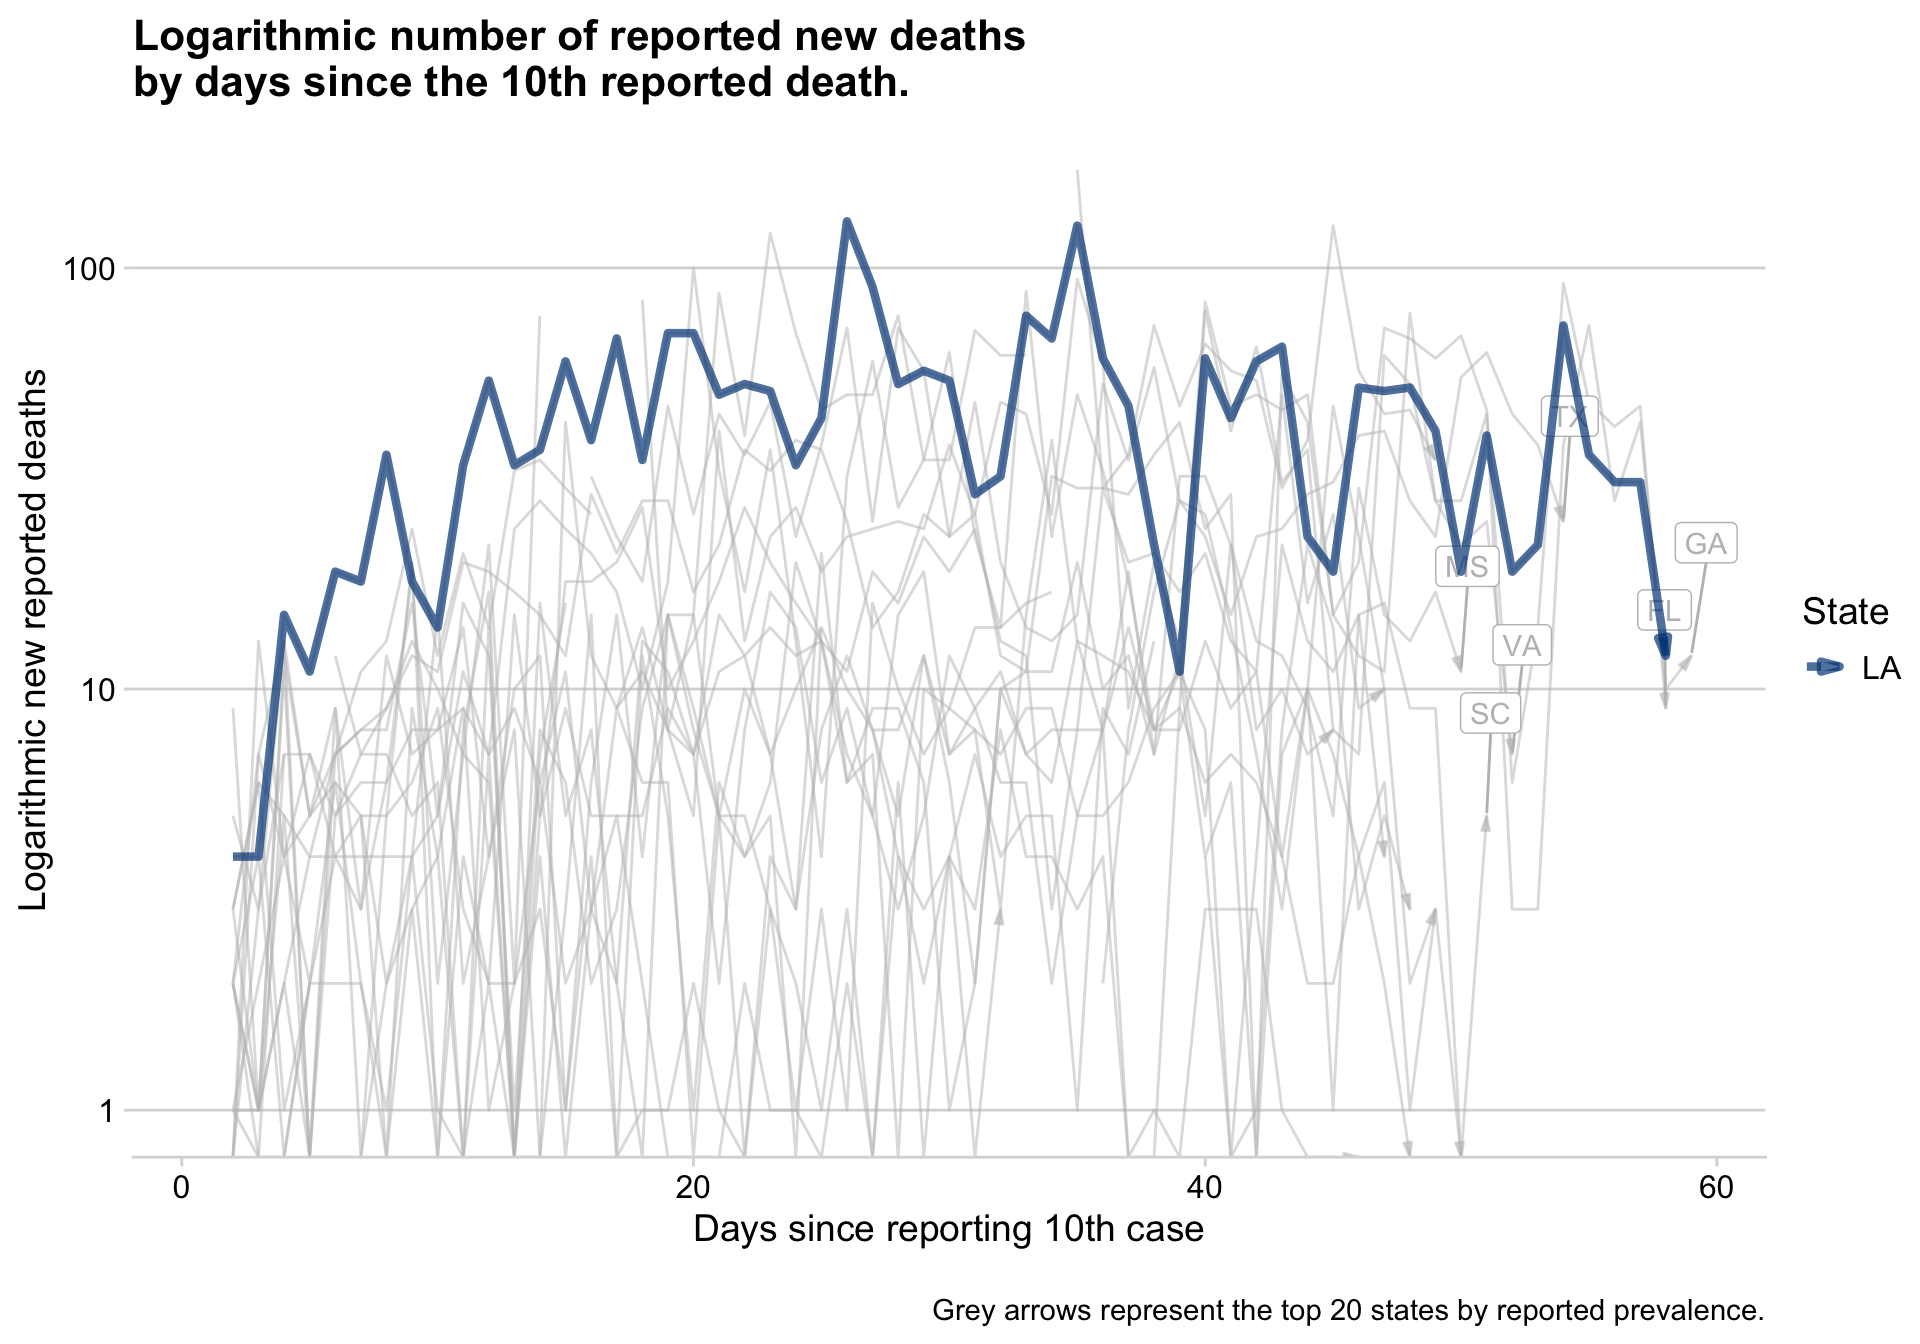 Logarithmic number of reported new deaths
by days since the 10th reported death.
Logarithmic new reported deaths
100
10
1
TX
GA
MS
FL
VA
SC
State
LA
0
20
40
60
Days since reporting 10th case
Grey arrows represent the top 20 states by reported prevalence.